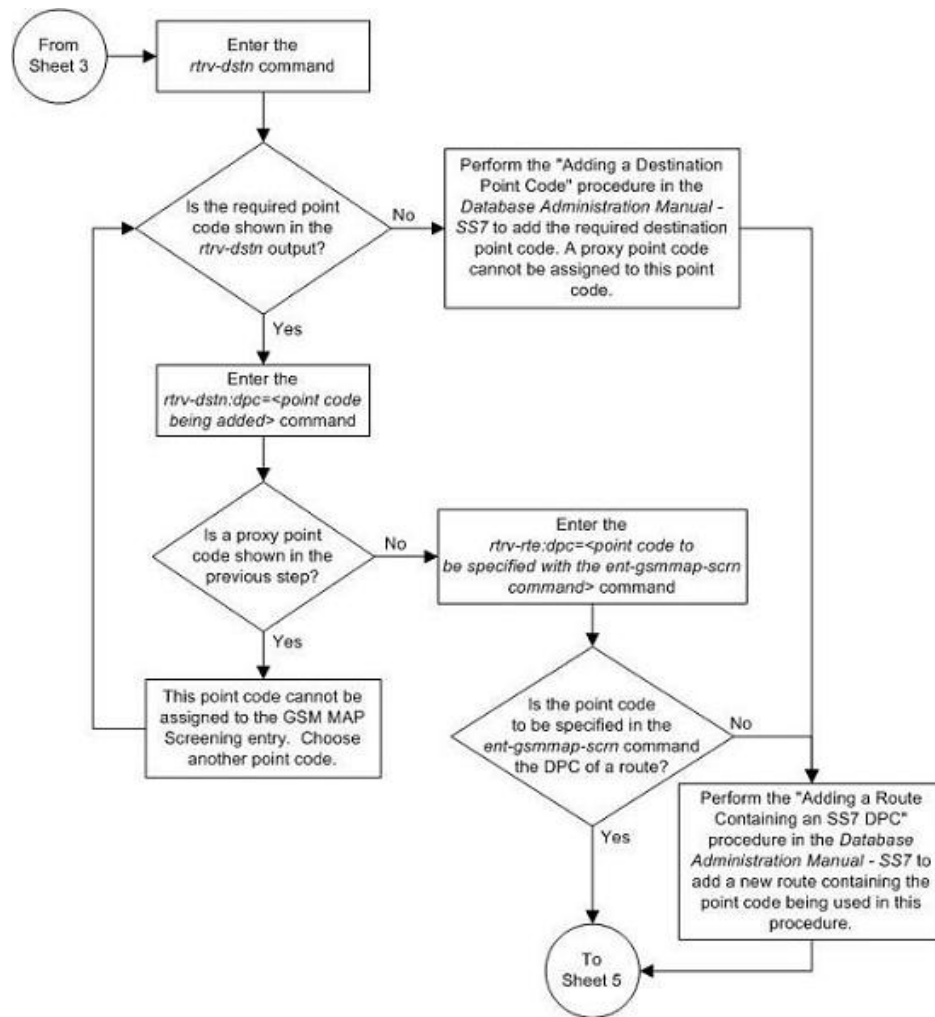 From
Sheet 3
Enter the
rtrv-dstn command
Is the required point
code shown in the
rtrv-dstn output?
No
Perform the "Adding a Destination
Point Code" procedure in the
Database Administration Manual -
SS7 to add the required destination
point code. A proxy point code
cannot be assigned to this point
code.
Yes
Enter the
rtrv-dstn:dpc=<point code
being added> command
Is a proxy point
code shown in the
previous step?
No
Enter the
rtrv-rte:dpc=<point code to
be specified with the ent-gsmmap-scrn
command> command
Yes
This point code cannot be
assigned to the GSM MAP
Screening entry. Choose
another point code.
Is the point code
to be specified in the
ent-gsmmap-scrn command
the DPC of a route?
No
Yes
Perform the "Adding a Route
Containing an SS7 DPC"
procedure in the Database
Administration Manual - SS7 to
add a new route containing the
point code being used in this
procedure.
To
Sheet 5